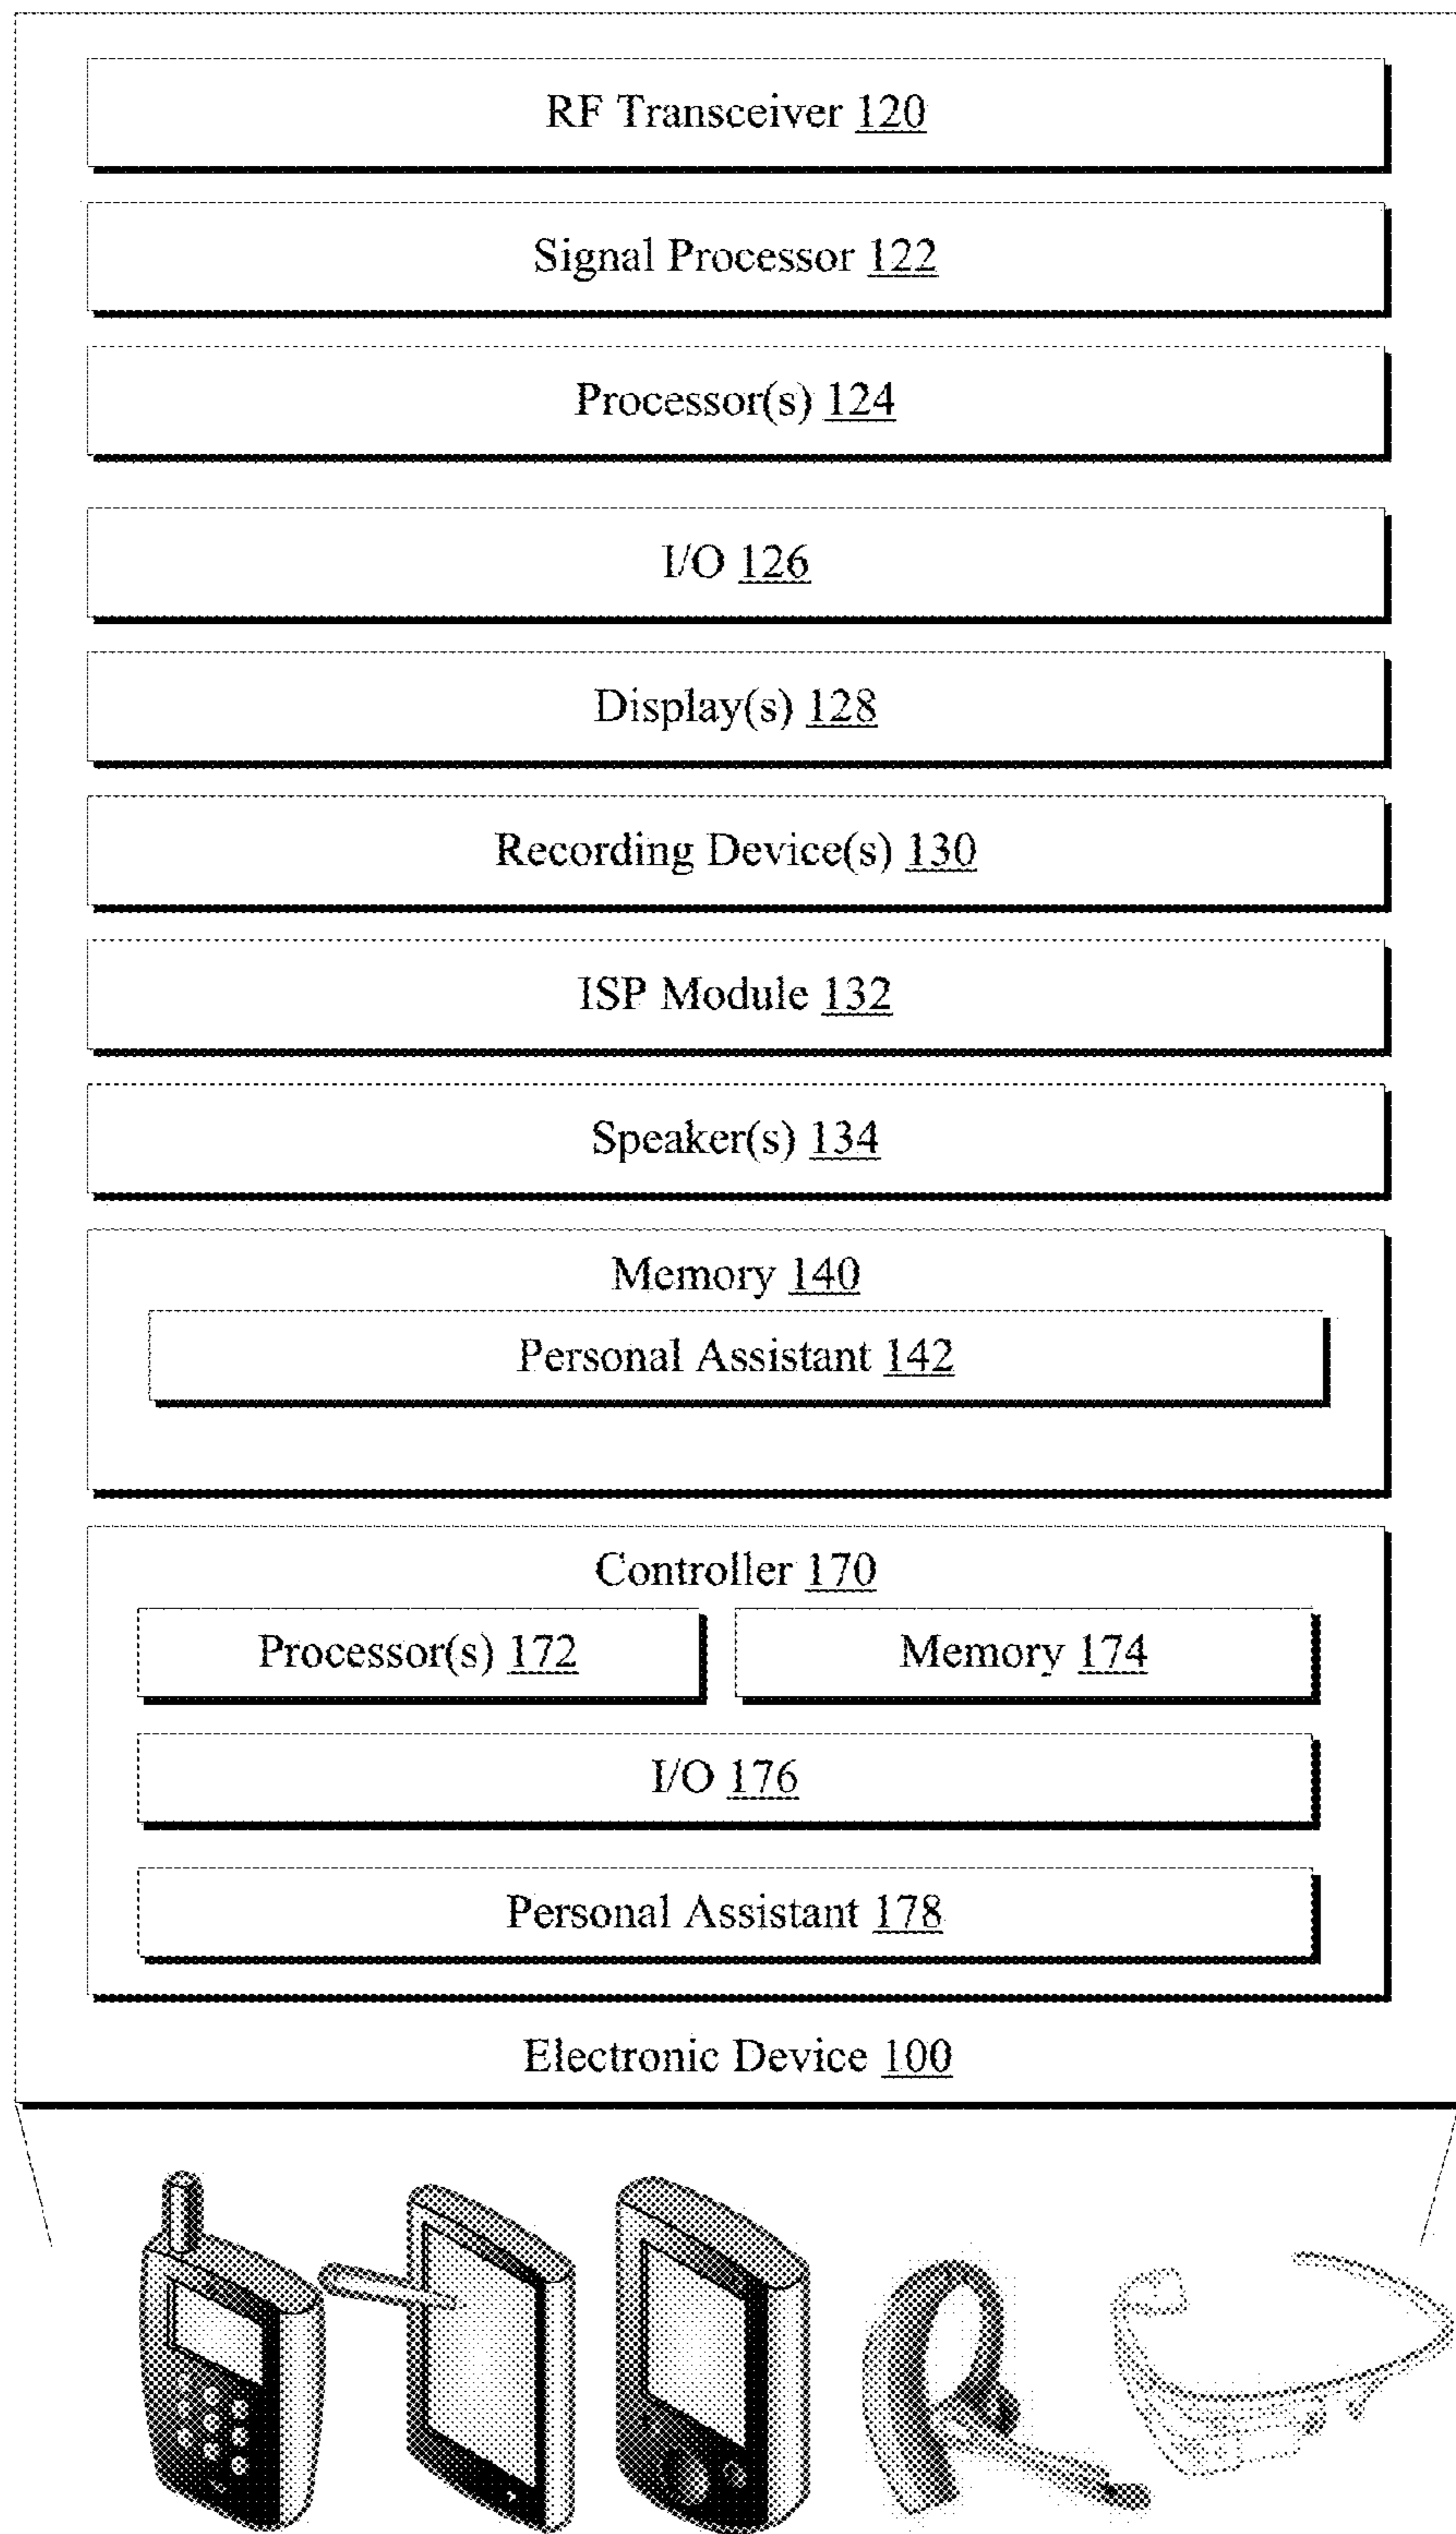 RF Transceiver 120
Signal Processor 122
Processor(s) 124
I/O 126
Display(s) 128
Recording Device(s) 130
ISP Module 132
Speaker(s) 134
Memory 140
Personal Assistant 142
Controller 170
Processor(s) 172 Memory 174
I/O 176
Personal Assistant 178
Electronic Device 100